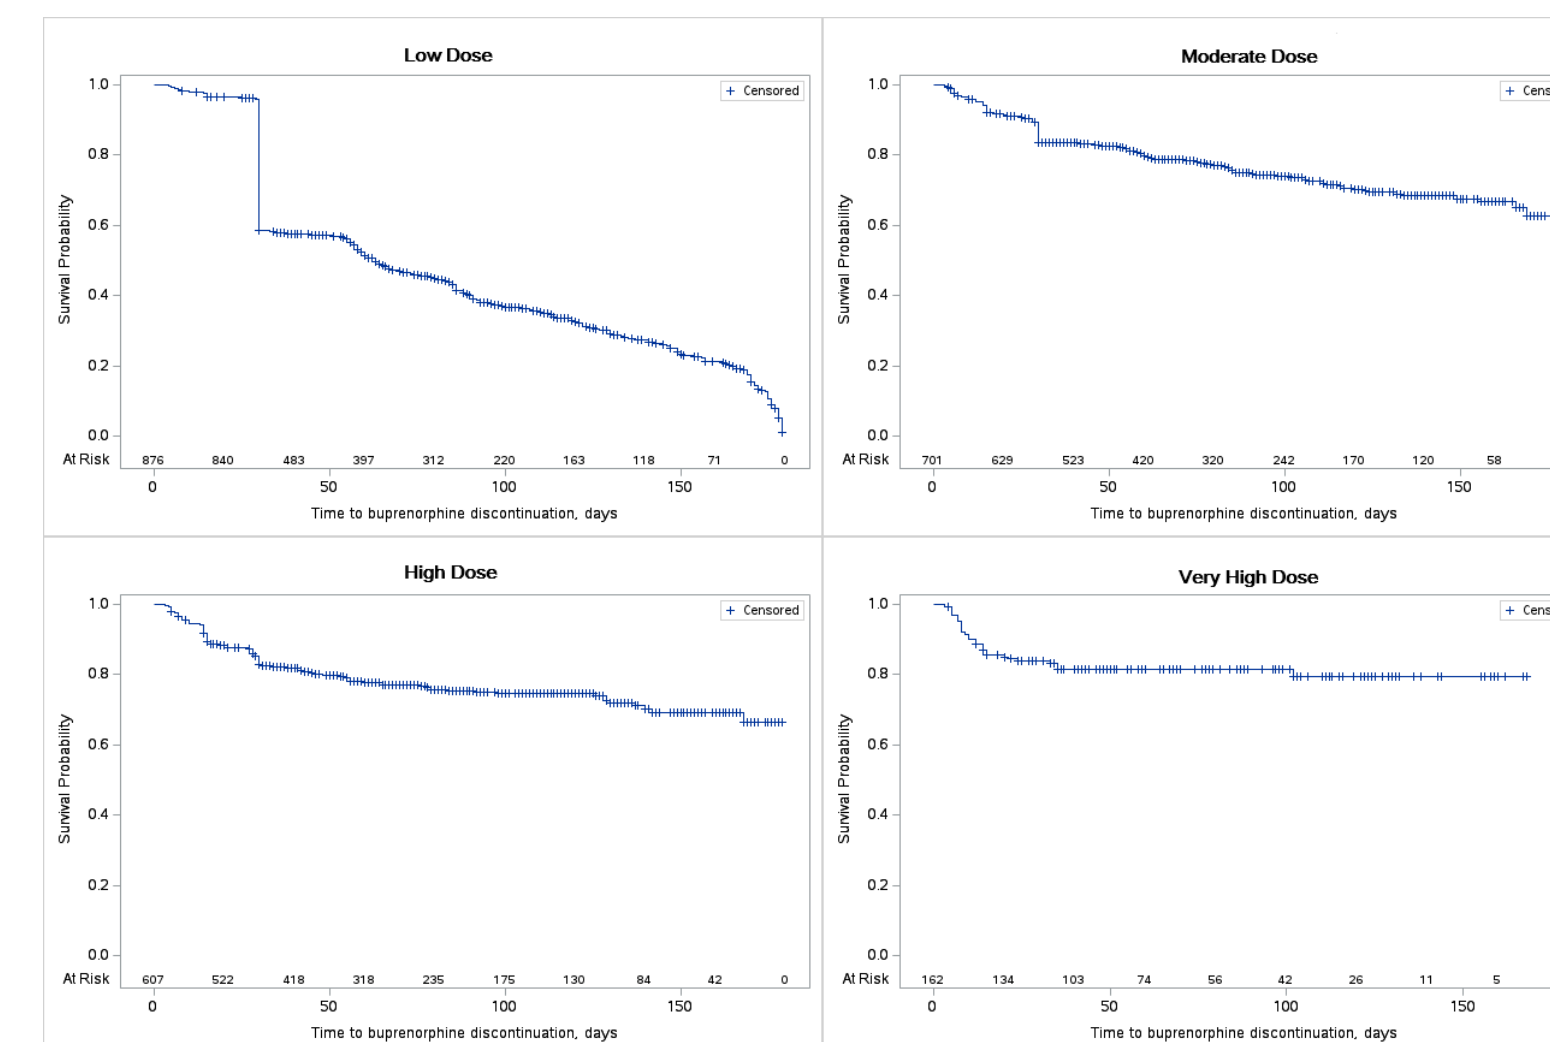 Low Dose
1.0
Censored
0.8
0.6
0.4
0.2
0.0
Survival Probability
At Risk 876 840 483 397 312 220 163 118 71 0
0 50 100 150
Time to buprenorphine discontinuation, days
Moderate Dose
1.0
Cens
0.8
0.6
0.4
0.2
0.0
Survival Probability
At Risk 701 629 523 420 320 242 170 120 58
0 50 100 150
Time to buprenorphine discontinuation, days
High Dose
1.0
Censored
0.8
0.6
0.4
0.2
0.0
Survival Probability
At Risk 607 522 418 318 235 175 130 84 42 0
0 50 100 150
Time to buprenorphine discontinuation, days
Very High Dose
1.0
Cens
0.8
0.6
0.4
0.2
0.0
Survival Probability
At Risk 162 134 103 74 56 42 26 11 5
0 50 100 150
Time to buprenorphine discontinuation, days